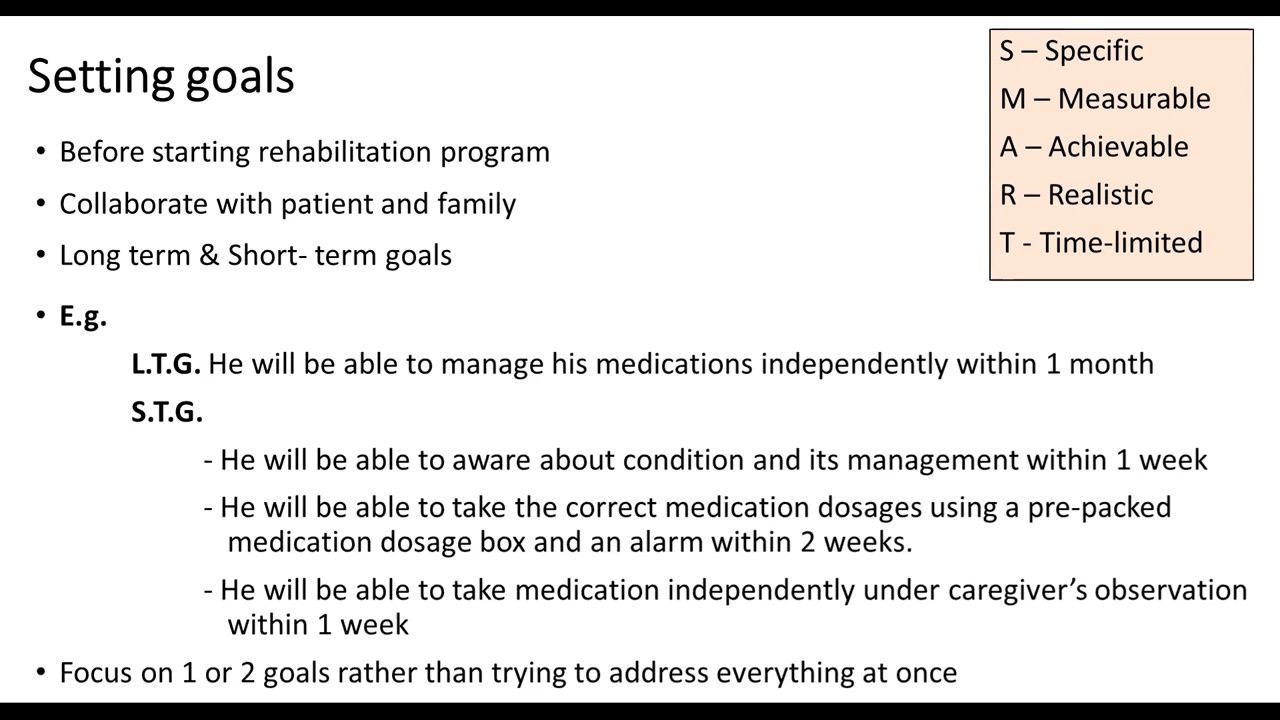 Setting goals
S – Specific
M – Measurable
A – Achievable
R – Realistic
T - Time-limited
• Before starting rehabilitation program
• Collaborate with patient and family
• Long term & Short- term goals
• E.g.
L.T.G. He will be able to manage his medications independently within 1 month
S.T.G.
- He will be able to aware about condition and its management within 1 week
- He will be able to take the correct medication dosages using a pre-packed
medication dosage box and an alarm within 2 weeks.
- He will be able to take medication independently under caregiver’s observation
within 1 week
• Focus on 1 or 2 goals rather than trying to address everything at once